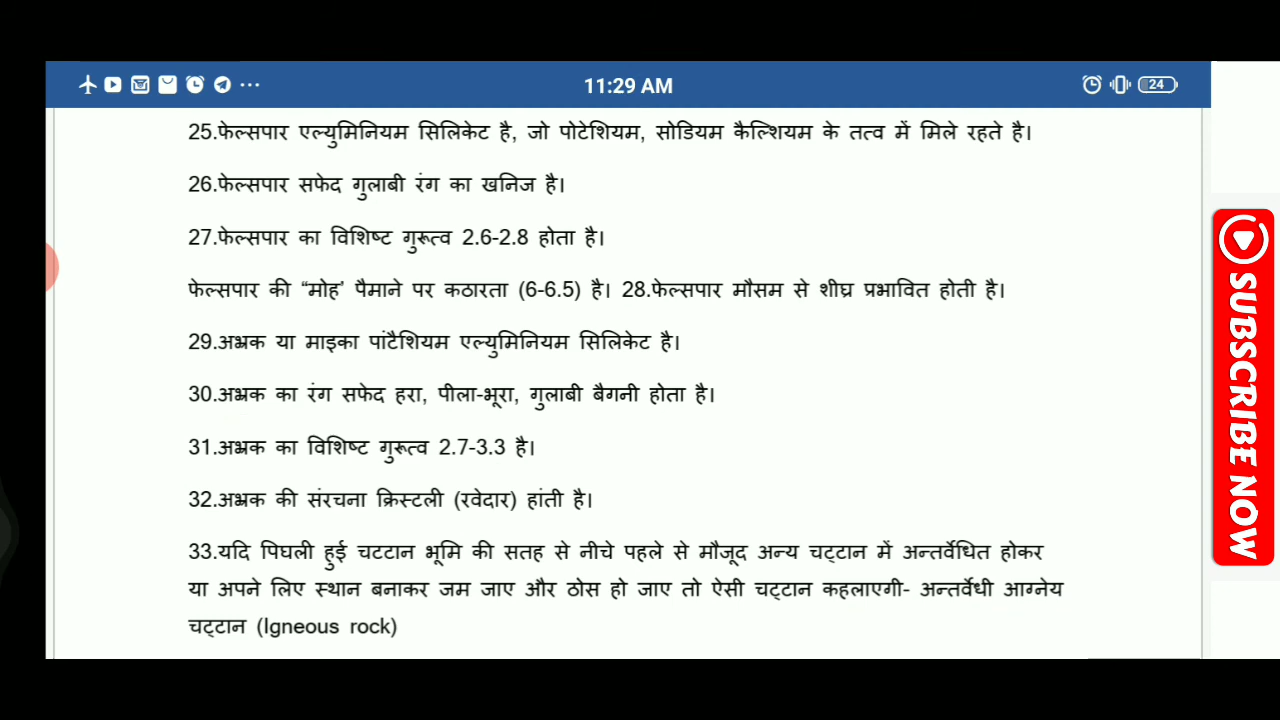 11:29 AM
24
25.फेल्सपार एल्युमिनियम सिलिकेट है, जो पोटेशियम, सोडियम कैल्शियम के तत्व में मिले रहते है।
26.फेल्सपार सफेद गुलाबी रंग का खनिज है।
27.फेल्सपार का विशिष्ट गुरूत्व 2.6-2.8 होता है।
फेल्सपार की “मोह' पैमाने पर कठारता (6-6.5) है। 28.फेल्सपार मौसम से शीघ्र प्रभावित होती है।
29.अभ्रक या माइका पांटैशियम एल्युमिनियम सिलिकेट है।
30.अभ्रक का रंग सफेद हरा, पीला-भूरा, गुलाबी बैगनी होता है।
31.अभ्रक का विशिष्ट गुरूत्व 2.7-3.3 है।
32.अभ्रक की संरचना क्रिस्टली (रवेदार) हांती है।
33.यदि पिघली हुई चटटान भूमि की सतह से नीचे पहले से मौजूद अन्य चट्टान में अन्तर्वेधित होकर
या अपने लिए स्थान बनाकर जम जाए और ठोस हो जाए तो ऐसी चट्टान कहलाएगी- अन्तर्वेधी आग्नेय
चट्टान (Igneous rock)
SUBSCRIBE NOW